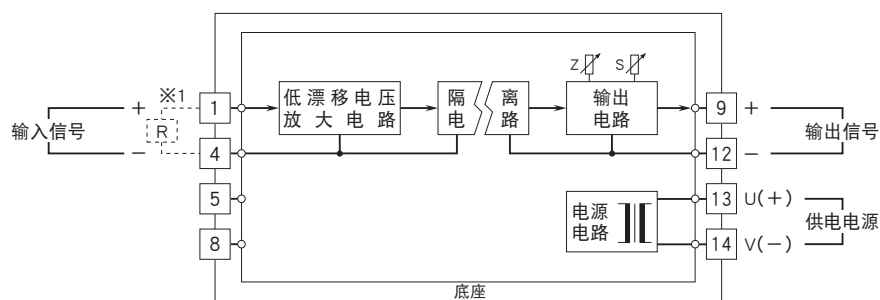 Z
S
※1
+
1
低漂移电压
放大电路
隔
电
离
路
输出
电路
9
+
输入信号
R
输出信号
−
4
12
−
5
13
U(+)
电源
电路
供电电源
8
14
V(−)
底座